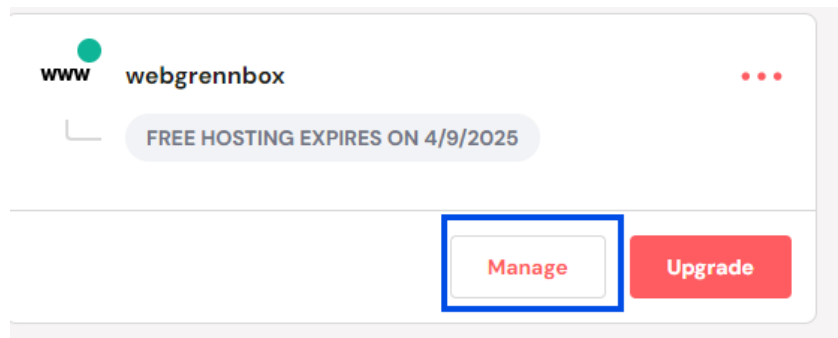 www webgrennbox
FREE HOSTING EXPIRES ON 4/9/2025
Manage Upgrade